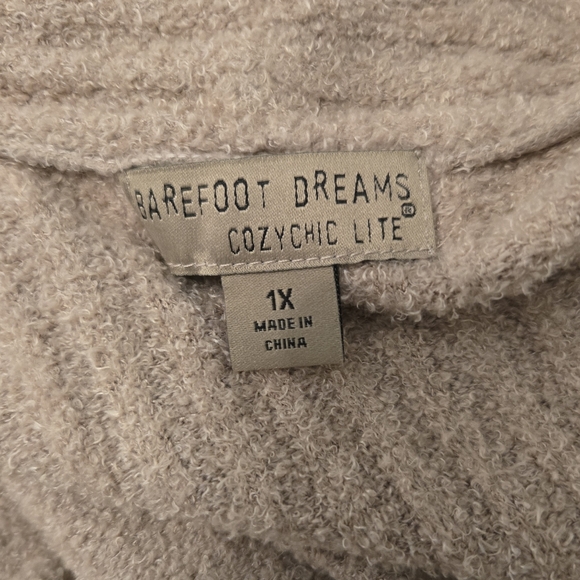 BAREFOOT DREAMS
COZYCHIC LITE®
1X
MADE IN
CHINA